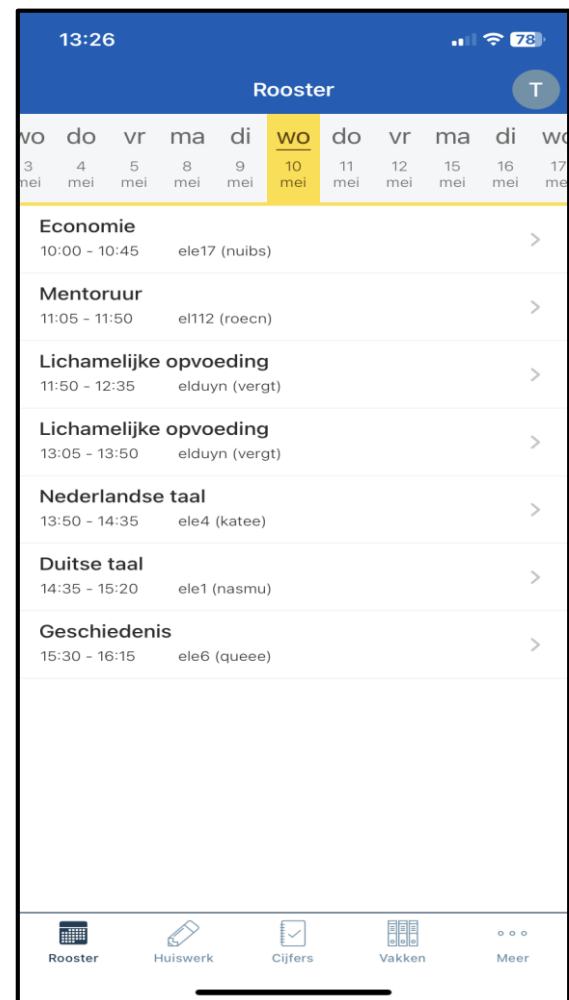 13:26
78
Rooster
T
wo do vr ma di wo do vr ma di wo
3 4 5 8 9 10 11 12 15 16 17
mei mei mei mei mei mei mei mei mei mei me
Economie
10:00 - 10:45 ele17 (nuibs)
Mentoruur
11:05 - 11:50 el112 (roecn)
Lichamelijke opvoeding
11:50 - 12:35 elduyn (vergt)
Lichamelijke opvoeding
13:05 - 13:50 elduyn (vergt)
Nederlandse taal
13:50 - 14:35 ele4 (katee)
Duitse taal
14:35 - 15:20 ele1 (nasmu)
Geschiedenis
15:30 - 16:15 ele6 (queee)
Rooster Huiswerk Cijfers Vakken Meer